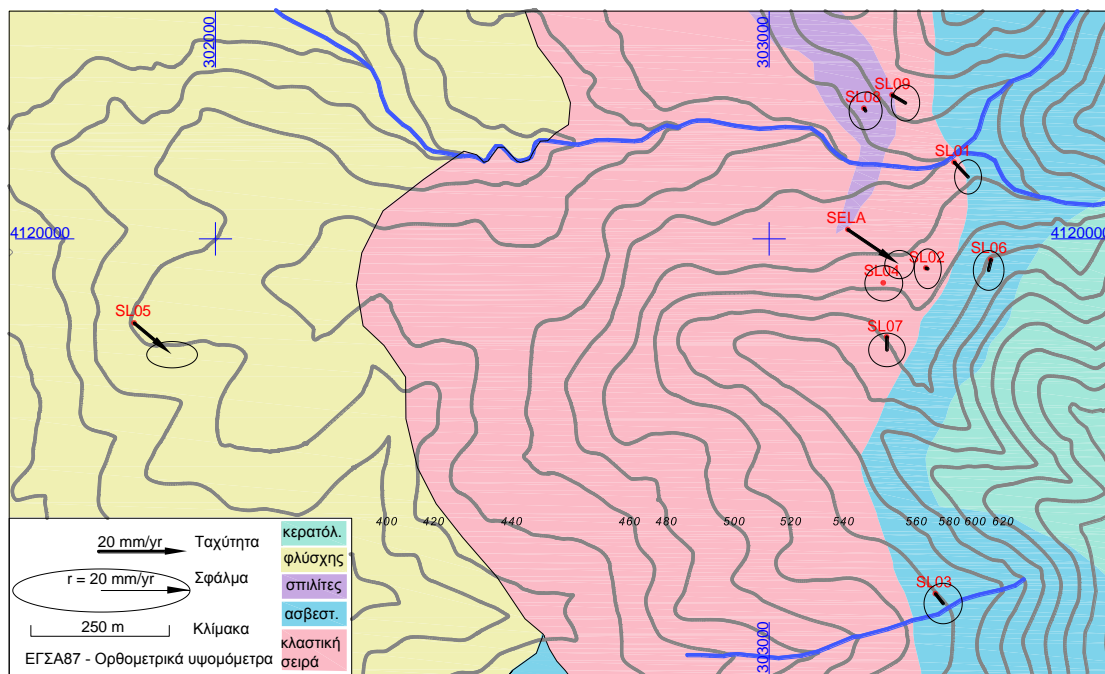 302000
303000
SL09
SL08
SL01
SELA
4120000
4120000
SL06
SL02
SL04
SL05
SL07
400 420 440 460 480 500 520 540 560 580 600 620
SL03
303000
20 mm/yr Ταχύτητα
r = 20 mm/yr Σφάλμα
250 m Κλίμακα
ΕΓΣΑ87 - Ορθομετρικά υψομόμετρα
κερατόλ.
φλύσχης
σπιλίτες
ασβεστ.
κλαστική
σειρά